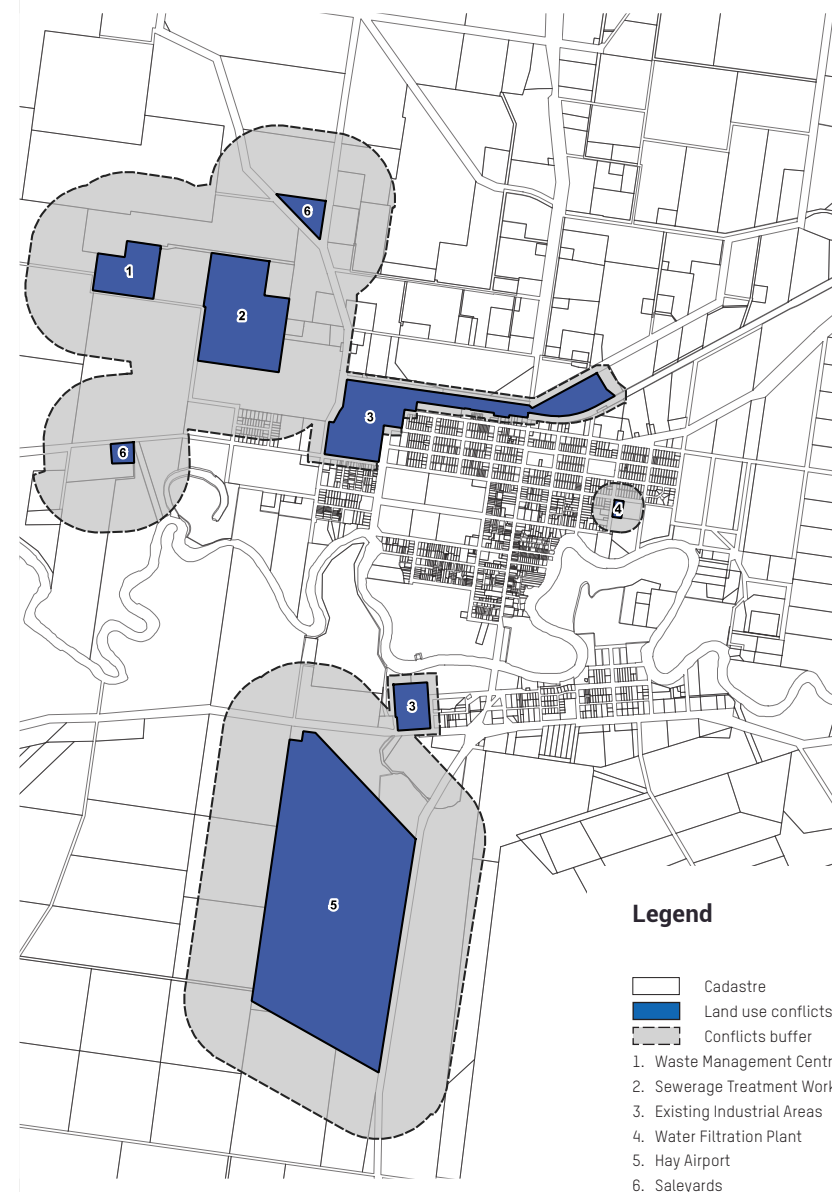 6
1
2
3
6
4
3
5
Legend
Cadastre
Land use conflicts
Conflicts buffer
1. Waste Management Centr
2. Sewerage Treatment Work
3. Existing Industrial Areas
4. Water Filtration Plant
5. Hay Airport
6. Saleyards